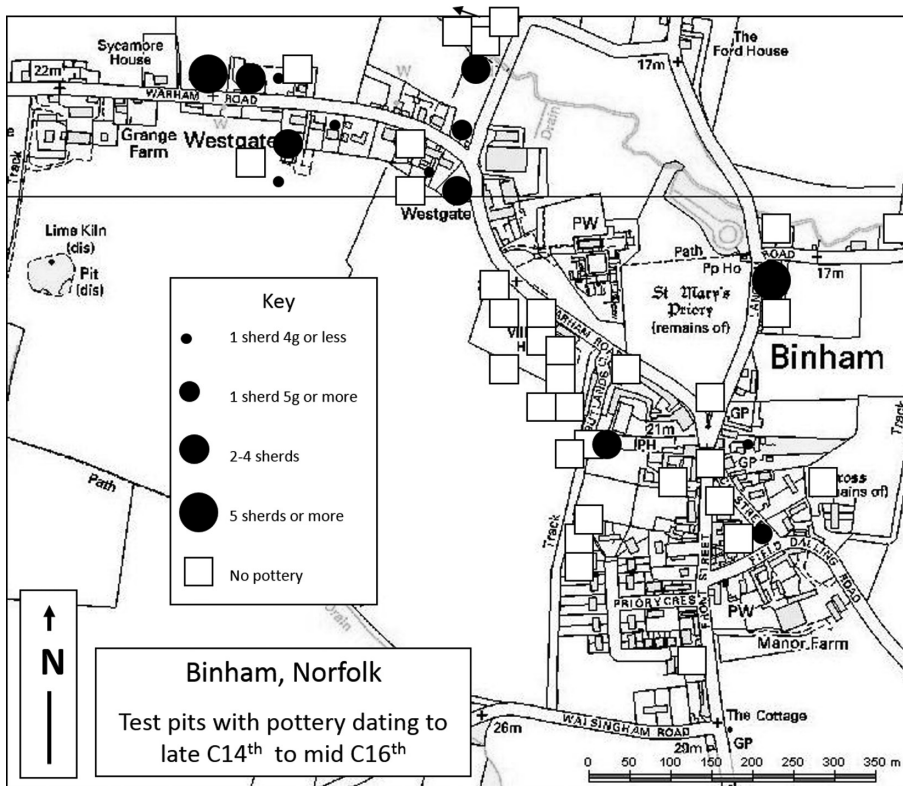 The
Ford House
Sycamore
House
17m
22m
WARHAM ROAD
W
W
Drain
Grange
Farm
Westgate
Track
Westgate
PW
Lime Kiln
(dis)
Pit
(dis)
Path
Pp Ho
ROAD
17m
St Mary's
Priory
(remains of)
WARHAM ROAD
Binham
Key
1 sherd 4g or less
1 sherd 5g or more
2-4 sherds
5 sherds or more
No pottery
21m
GP
PH
GP
Track
Path
Track
FRONT STREET
FIELD DALLING ROAD
PRIORY CRES
PW
Manor Farm
Drain
N
Binham, Norfolk
Test pits with pottery dating to
late C14th to mid C16th
26m
WALSINGHAM ROAD
The Cottage
GP
0 50 100 150 200 250 300 350 m